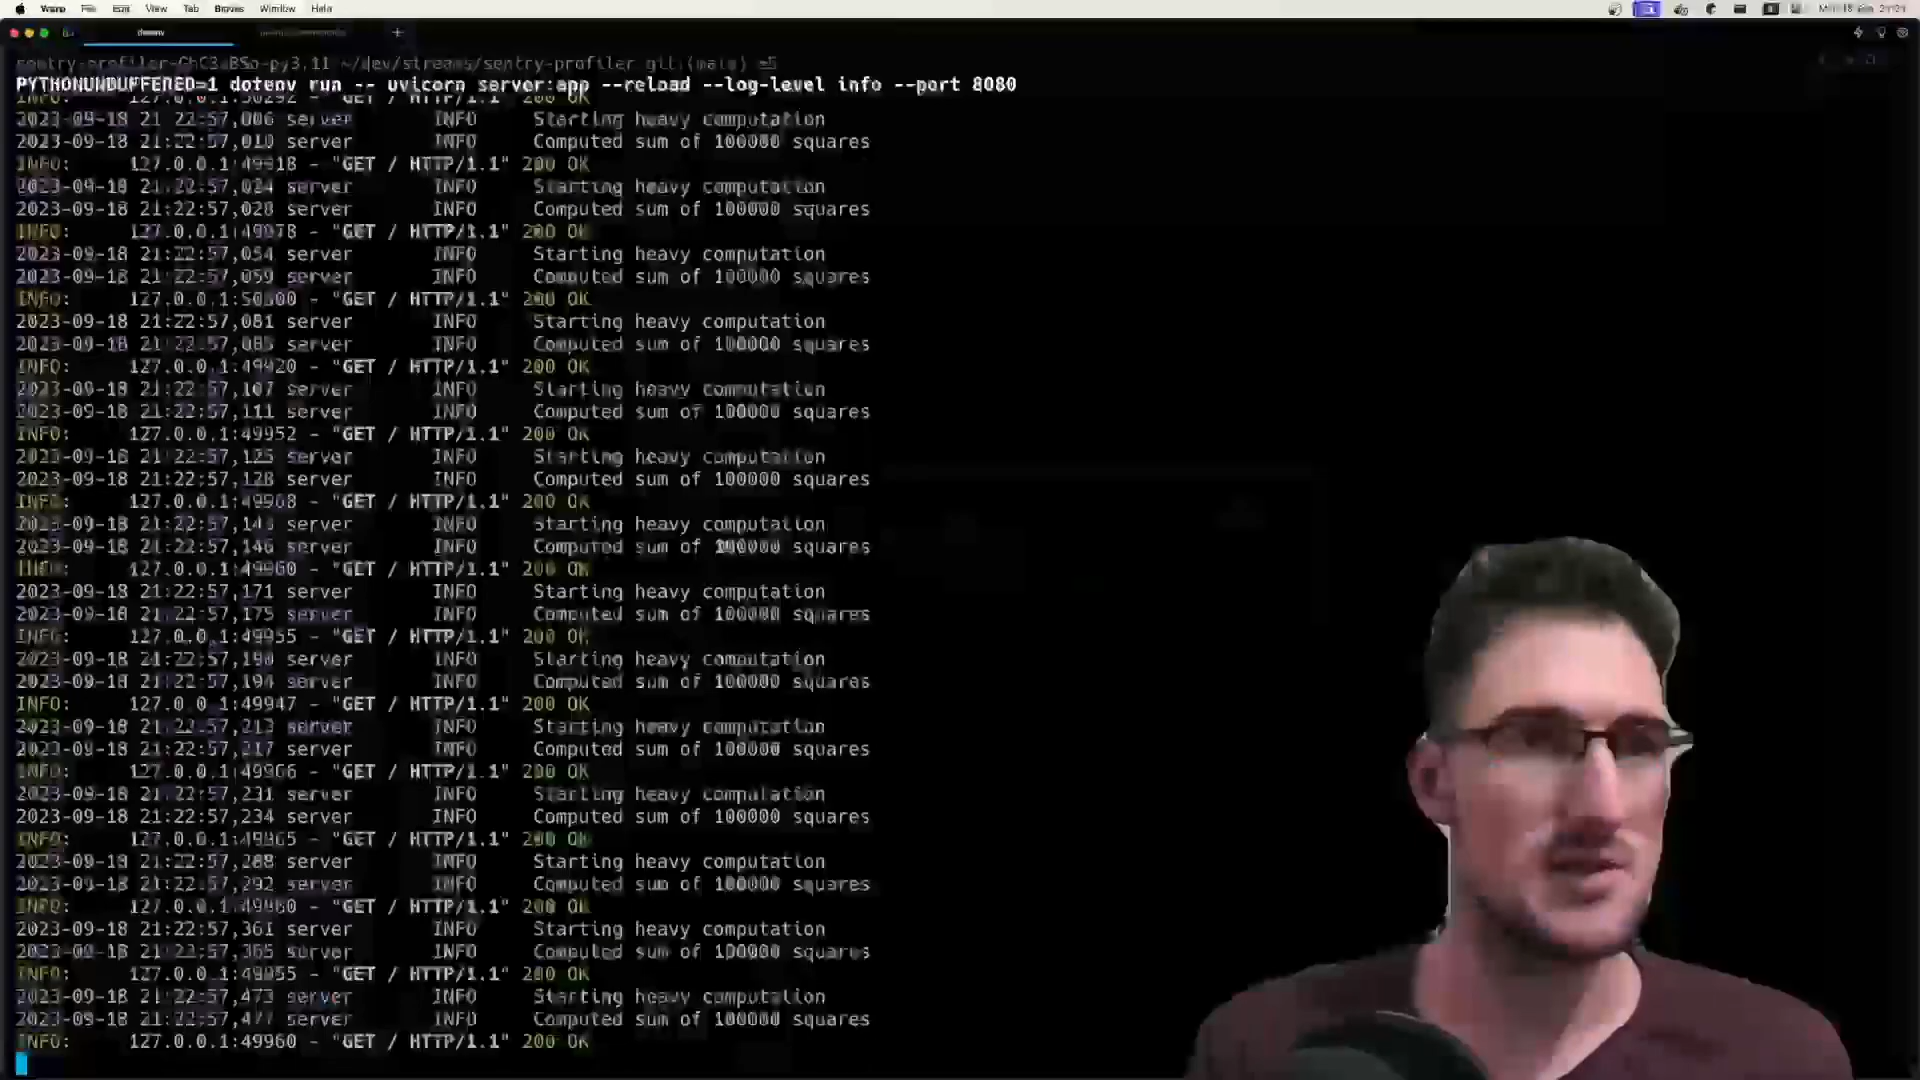 Warp File Edit View Tab Blocks Window Help
dotenv
sentry-profiler-ChC3aBSo-py3.11 ~/dev/streams/sentry-profiler git:(main) ±5
PYTHONUNBUFFERED=1 dotenv run -- uvicorn server:app --reload --log-level info --port 8080
INFO: 127.0.0.1:50292 - "GET / HTTP/1.1" 200 OK
2023-09-18 21:22:57,006 server INFO Starting heavy computation
2023-09-18 21:22:57,010 server INFO Computed sum of 100000 squares
INFO: 127.0.0.1:49918 - "GET / HTTP/1.1" 200 OK
2023-09-18 21:22:57,024 server INFO Starting heavy computation
2023-09-18 21:22:57,028 server INFO Computed sum of 100000 squares
INFO: 127.0.0.1:49978 - "GET / HTTP/1.1" 200 OK
2023-09-18 21:22:57,054 server INFO Starting heavy computation
2023-09-18 21:22:57,059 server INFO Computed sum of 100000 squares
INFO: 127.0.0.1:50300 - "GET / HTTP/1.1" 200 OK
2023-09-18 21:22:57,081 server INFO Starting heavy computation
2023-09-18 21:22:57,085 server INFO Computed sum of 100000 squares
INFO: 127.0.0.1:49920 - "GET / HTTP/1.1" 200 OK
2023-09-18 21:22:57,107 server INFO Starting heavy computation
2023-09-18 21:22:57,111 server INFO Computed sum of 100000 squares
INFO: 127.0.0.1:49952 - "GET / HTTP/1.1" 200 OK
2023-09-18 21:22:57,125 server INFO Starting heavy computation
2023-09-18 21:22:57,128 server INFO Computed sum of 100000 squares
INFO: 127.0.0.1:49968 - "GET / HTTP/1.1" 200 OK
2023-09-18 21:22:57,143 server INFO Starting heavy computation
2023-09-18 21:22:57,146 server INFO Computed sum of 100000 squares
INFO: 127.0.0.1:49960 - "GET / HTTP/1.1" 200 OK
2023-09-18 21:22:57,171 server INFO Starting heavy computation
2023-09-18 21:22:57,175 server INFO Computed sum of 100000 squares
INFO: 127.0.0.1:49955 - "GET / HTTP/1.1" 200 OK
2023-09-18 21:22:57,190 server INFO Starting heavy computation
2023-09-18 21:22:57,194 server INFO Computed sum of 100000 squares
INFO: 127.0.0.1:49947 - "GET / HTTP/1.1" 200 OK
2023-09-18 21:22:57,213 server INFO Starting heavy computation
2023-09-18 21:22:57,217 server INFO Computed sum of 100000 squares
INFO: 127.0.0.1:49966 - "GET / HTTP/1.1" 200 OK
2023-09-18 21:22:57,231 server INFO Starting heavy computation
2023-09-18 21:22:57,234 server INFO Computed sum of 100000 squares
INFO: 127.0.0.1:49965 - "GET / HTTP/1.1" 200 OK
2023-09-18 21:22:57,288 server INFO Starting heavy computation
2023-09-18 21:22:57,292 server INFO Computed sum of 100000 squares
INFO: 127.0.0.1:49960 - "GET / HTTP/1.1" 200 OK
2023-09-18 21:22:57,361 server INFO Starting heavy computation
2023-09-18 21:22:57,365 server INFO Computed sum of 100000 squares
INFO: 127.0.0.1:49955 - "GET / HTTP/1.1" 200 OK
2023-09-18 21:22:57,473 server INFO Starting heavy computation
2023-09-18 21:22:57,477 server INFO Computed sum of 100000 squares
INFO: 127.0.0.1:49960 - "GET / HTTP/1.1" 200 OK